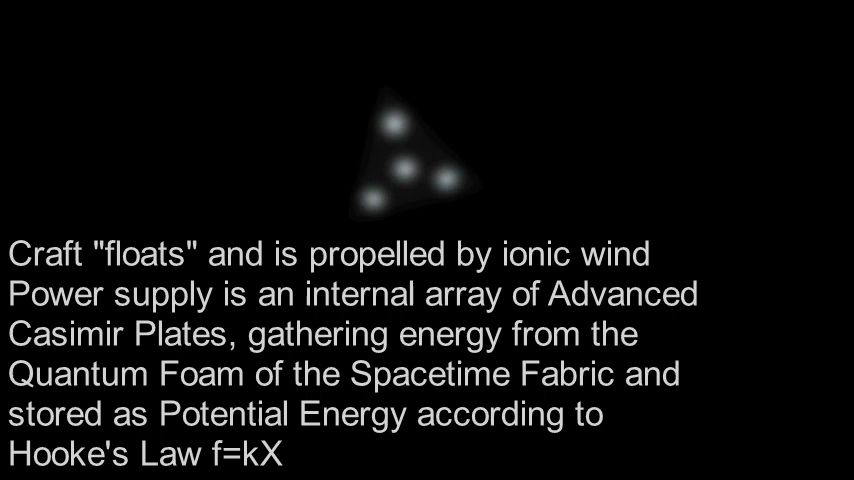 Craft "floats" and is propelled by ionic wind
Power supply is an internal array of Advanced
Casimir Plates, gathering energy from the
Quantum Foam of the Spacetime Fabric and
stored as Potential Energy according to
Hooke's Law f=kX